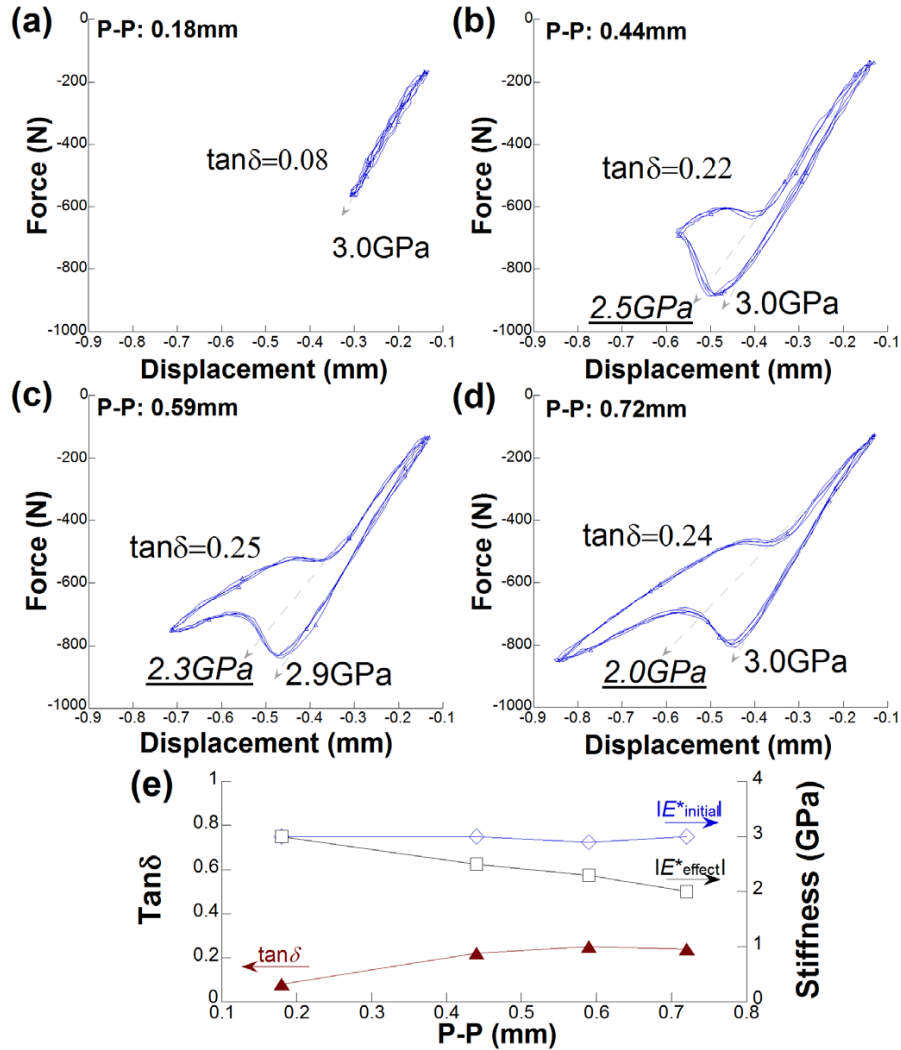 (a)
P-P: 0.18mm
0
-200
-400
-600
-800
-1000
Force (N)
tanδ=0.08
3.0GPa
-0.9 -0.8 -0.7 -0.6 -0.5 -0.4 -0.3 -0.2 -0.1
Displacement (mm)
(b)
P-P: 0.44mm
0
-200
-400
-600
-800
-1000
Force (N)
tanδ=0.22
2.5GPa 3.0GPa
-0.9 -0.8 -0.7 -0.6 -0.5 -0.4 -0.3 -0.2 -0.1
Displacement (mm)
(c)
P-P: 0.59mm
0
-200
-400
-600
-800
-1000
Force (N)
tanδ=0.25
2.3GPa 2.9GPa
-0.9 -0.8 -0.7 -0.6 -0.5 -0.4 -0.3 -0.2 -0.1
Displacement (mm)
(d)
P-P: 0.72mm
0
-200
-400
-600
-800
-1000
Force (N)
tanδ=0.24
2.0GPa 3.0GPa
-0.9 -0.8 -0.7 -0.6 -0.5 -0.4 -0.3 -0.2 -0.1
Displacement (mm)
(e)
1
0.8
0.6
0.4
0.2
0
Tanδ
|E*initial|
|E*effect|
tanδ
4
3
2
1
0
Stiffness (GPa)
0.1 0.2 0.3 0.4 0.5 0.6 0.7 0.8
P-P (mm)